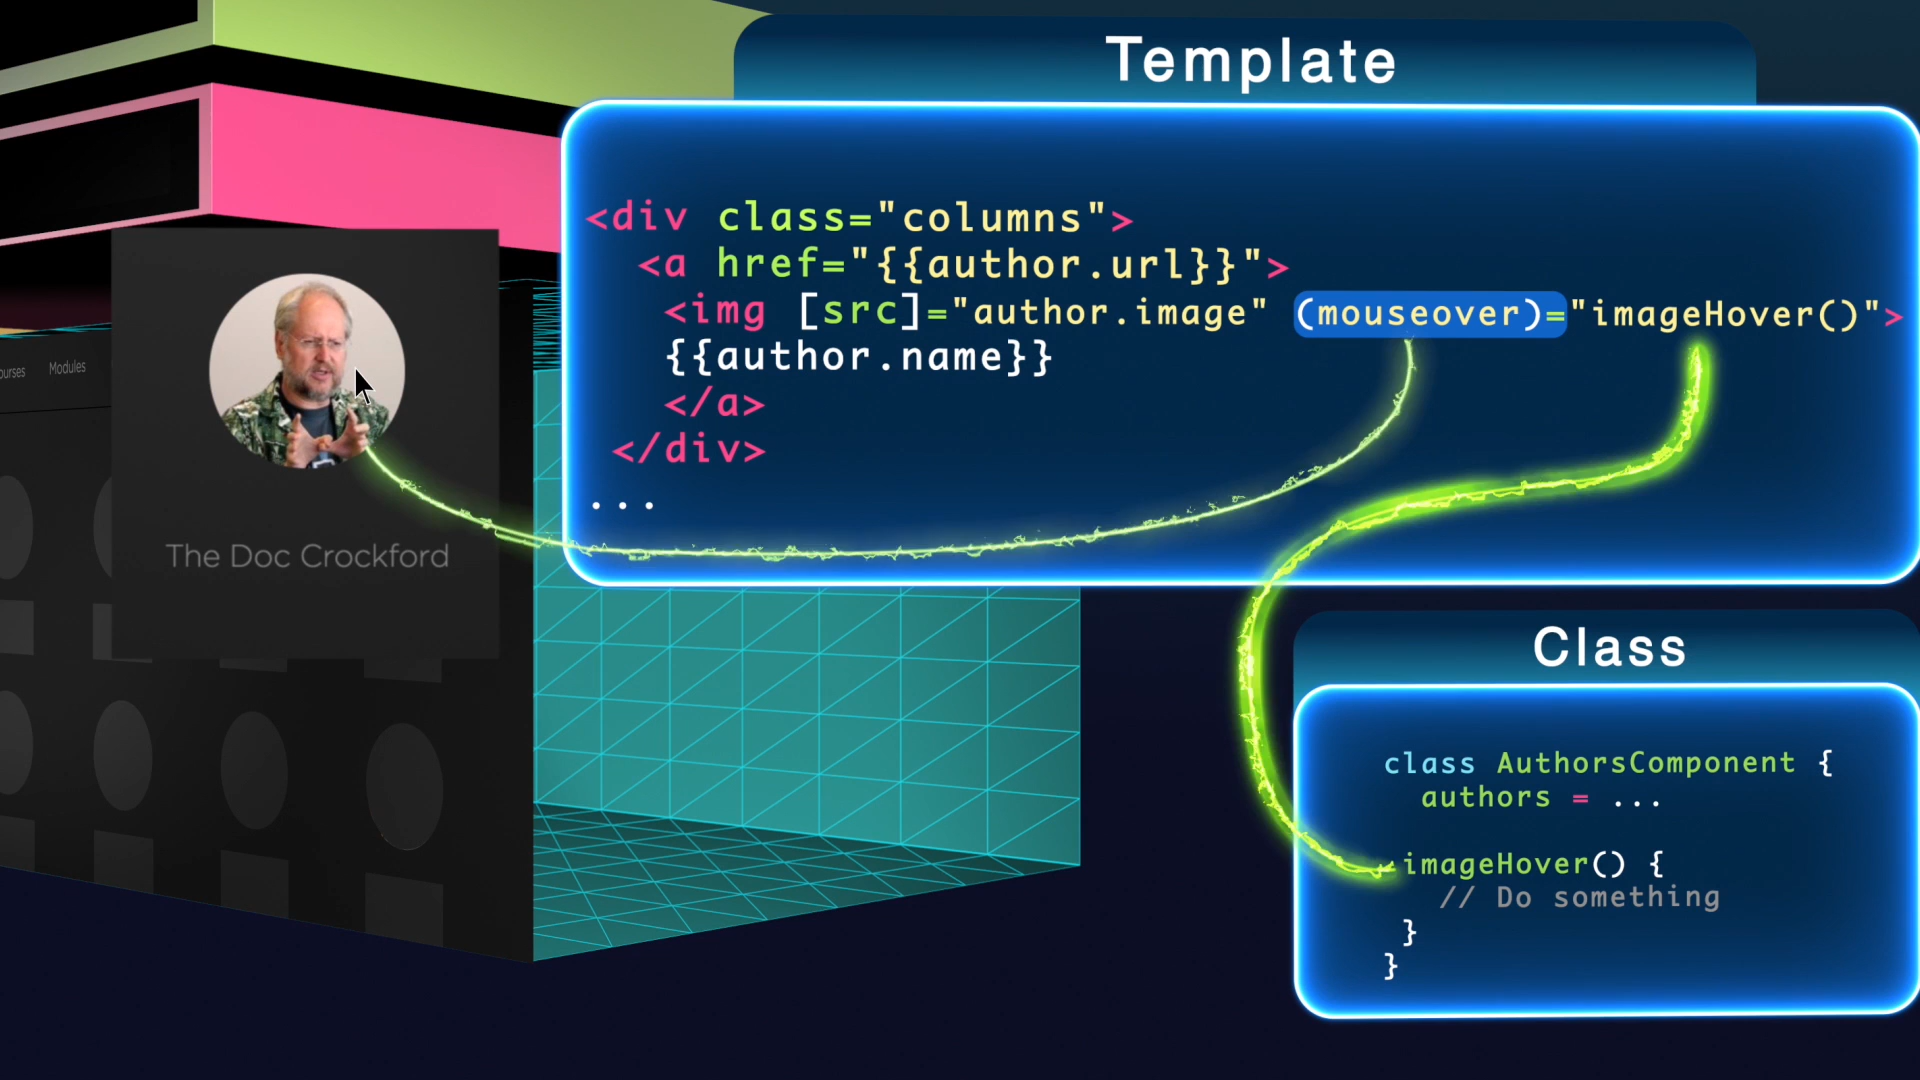 Template
<div class="columns">
<a href="{{author.url}}">
<img [src]="author.image" (mouseover)="imageHover()">
{{author.name}}
</a>
</div>
...
ourses Modules
The Doc Crockford
Class
class AuthorsComponent {
authors = ...
imageHover() {
// Do something
}
}